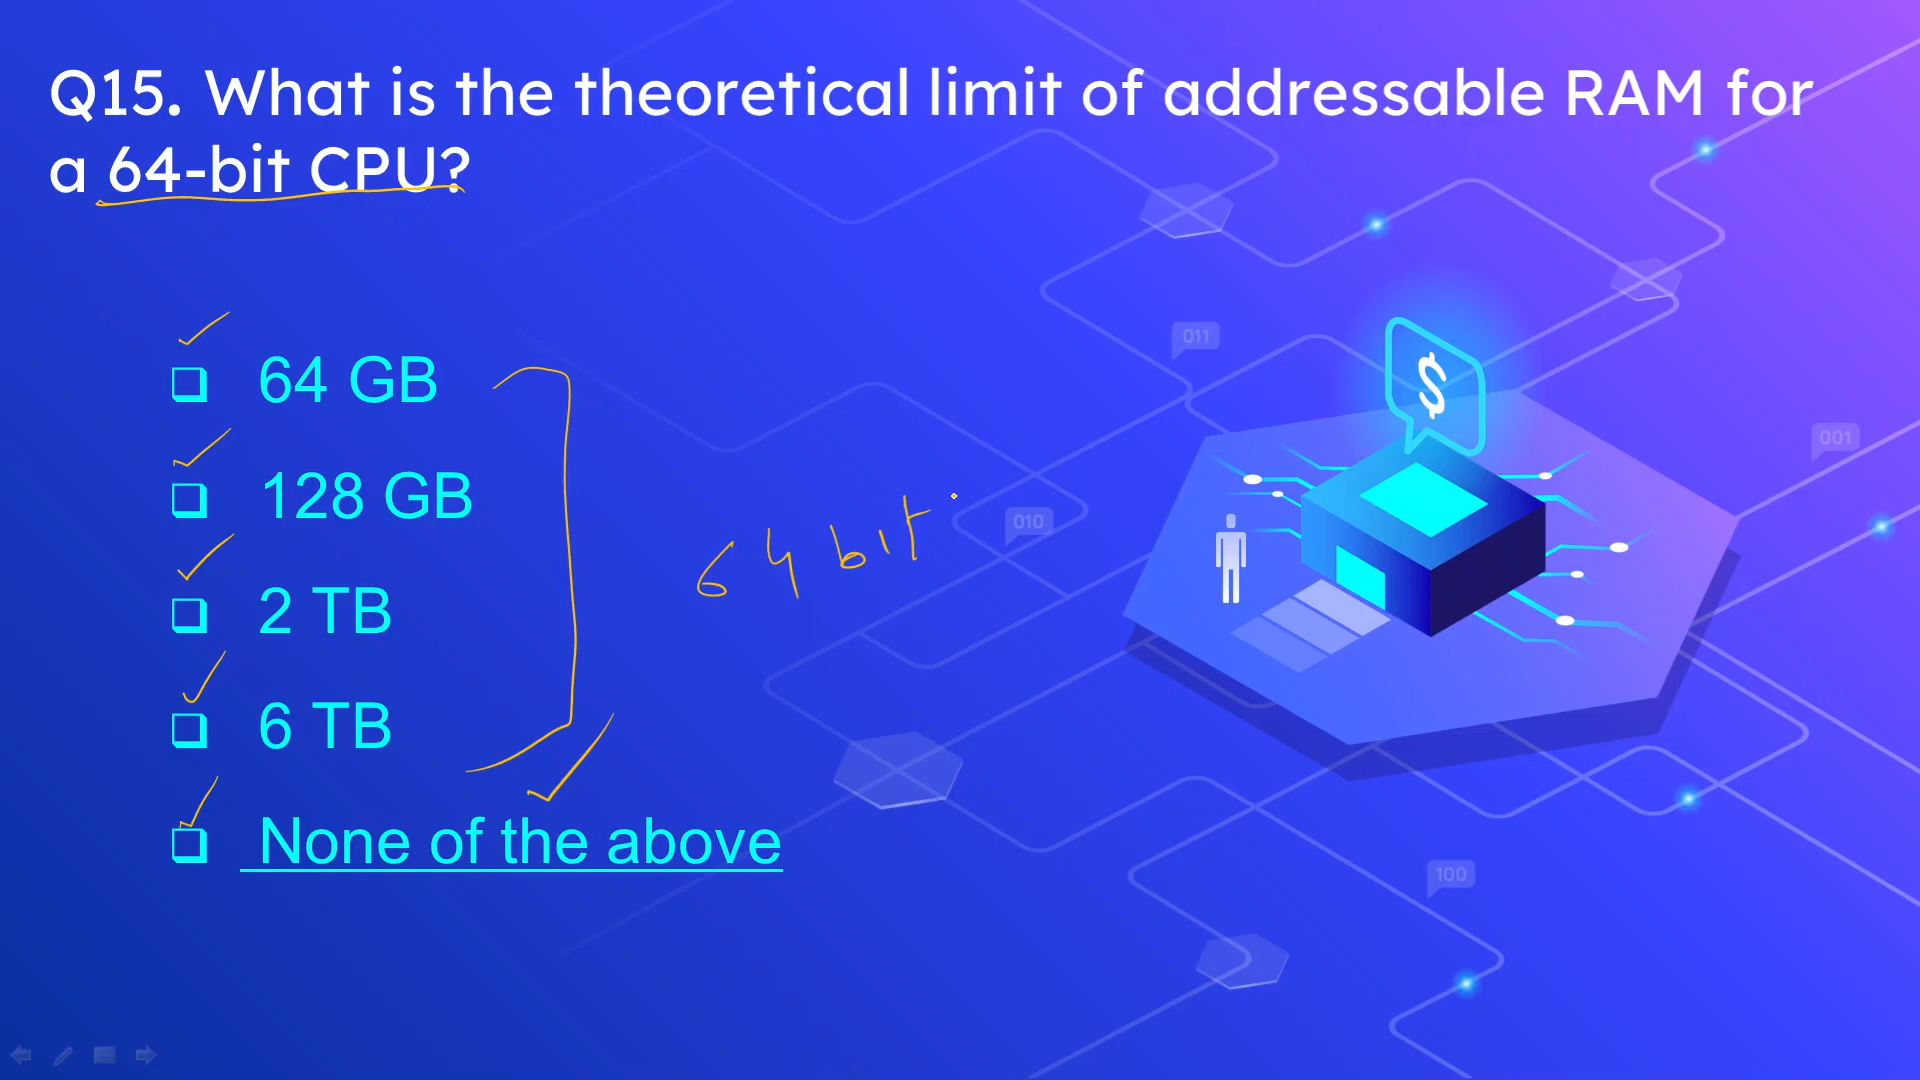 Q15. What is the theoretical limit of addressable RAM for
a 64-bit CPU?
64 GB
128 GB
2 TB
6 TB
None of the above
64 bit
$
011
010
001
100